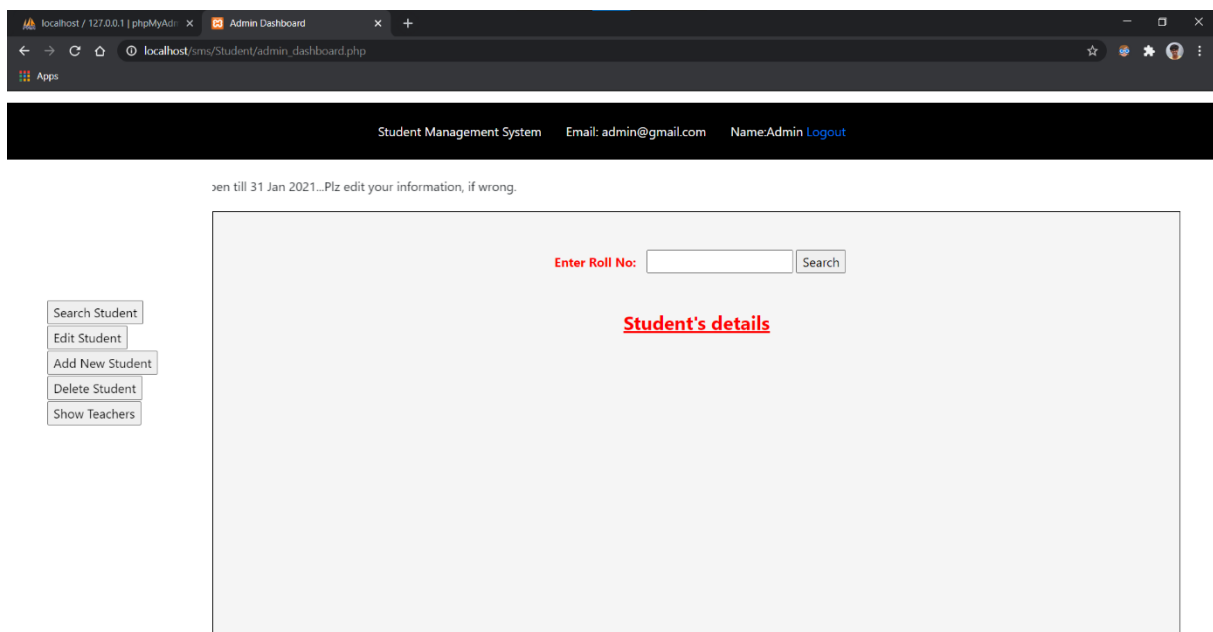 localhost / 127.0.0.1 | phpMyAdm
Admin Dashboard
localhost/sms/Student/admin_dashboard.php
Apps
Student Management System Email: admin@gmail.com Name:Admin Logout
pen till 31 Jan 2021...Plz edit your information, if wrong.
Enter Roll No: Search
Student's details
Search Student
Edit Student
Add New Student
Delete Student
Show Teachers